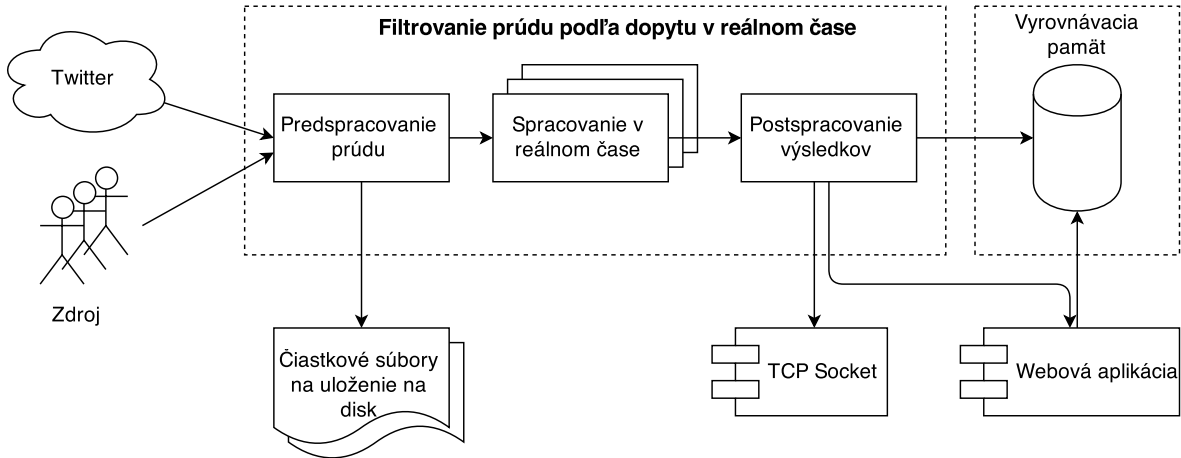 Filtrovanie prúdu podľa dopytu v reálnom čase
Vyrovnávacia
pamät
Twitter
Predspracovanie
prúdu
Spracovanie v
reálnom čase
Postspracovanie
výsledkov
Zdroj
Čiastkové súbory
na uloženie na
disk
TCP Socket
Webová aplikácia